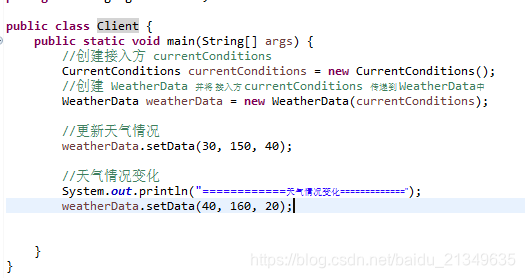 public class Client {
public static void main(String[] args) {
//创建接入方 currentConditions
CurrentConditions currentConditions = new CurrentConditions();
//创建 WeatherData 并将 接入方 currentConditions 传递到 WeatherData中
WeatherData weatherData = new WeatherData(currentConditions);
//更新天气情况
weatherData.setData(30, 150, 40);
//天气情况变化
System.out.println("============天气情况变化=============");
weatherData.setData(40, 160, 20);
}
}
https://blog.csdn.net/baidu_21349635